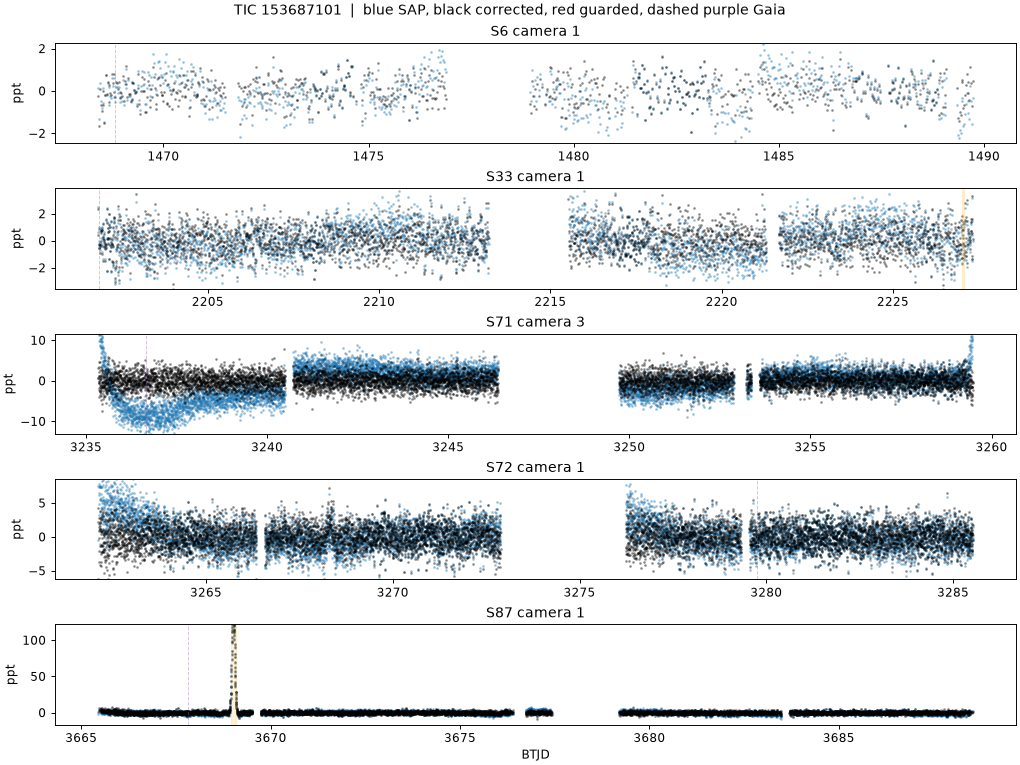 TIC 153687101 | blue SAP, black corrected, red guarded, dashed purple Gaia
S6 camera 1
ppt
2
0
−2
1470 1475 1480 1485 1490
S33 camera 1
ppt
2
0
−2
2205 2210 2215 2220 2225
S71 camera 3
ppt
10
0
−10
3235 3240 3245 3250 3255 3260
S72 camera 1
ppt
5
0
−5
3265 3270 3275 3280 3285
S87 camera 1
ppt
100
50
0
3665 3670 3675 3680 3685
BTJD